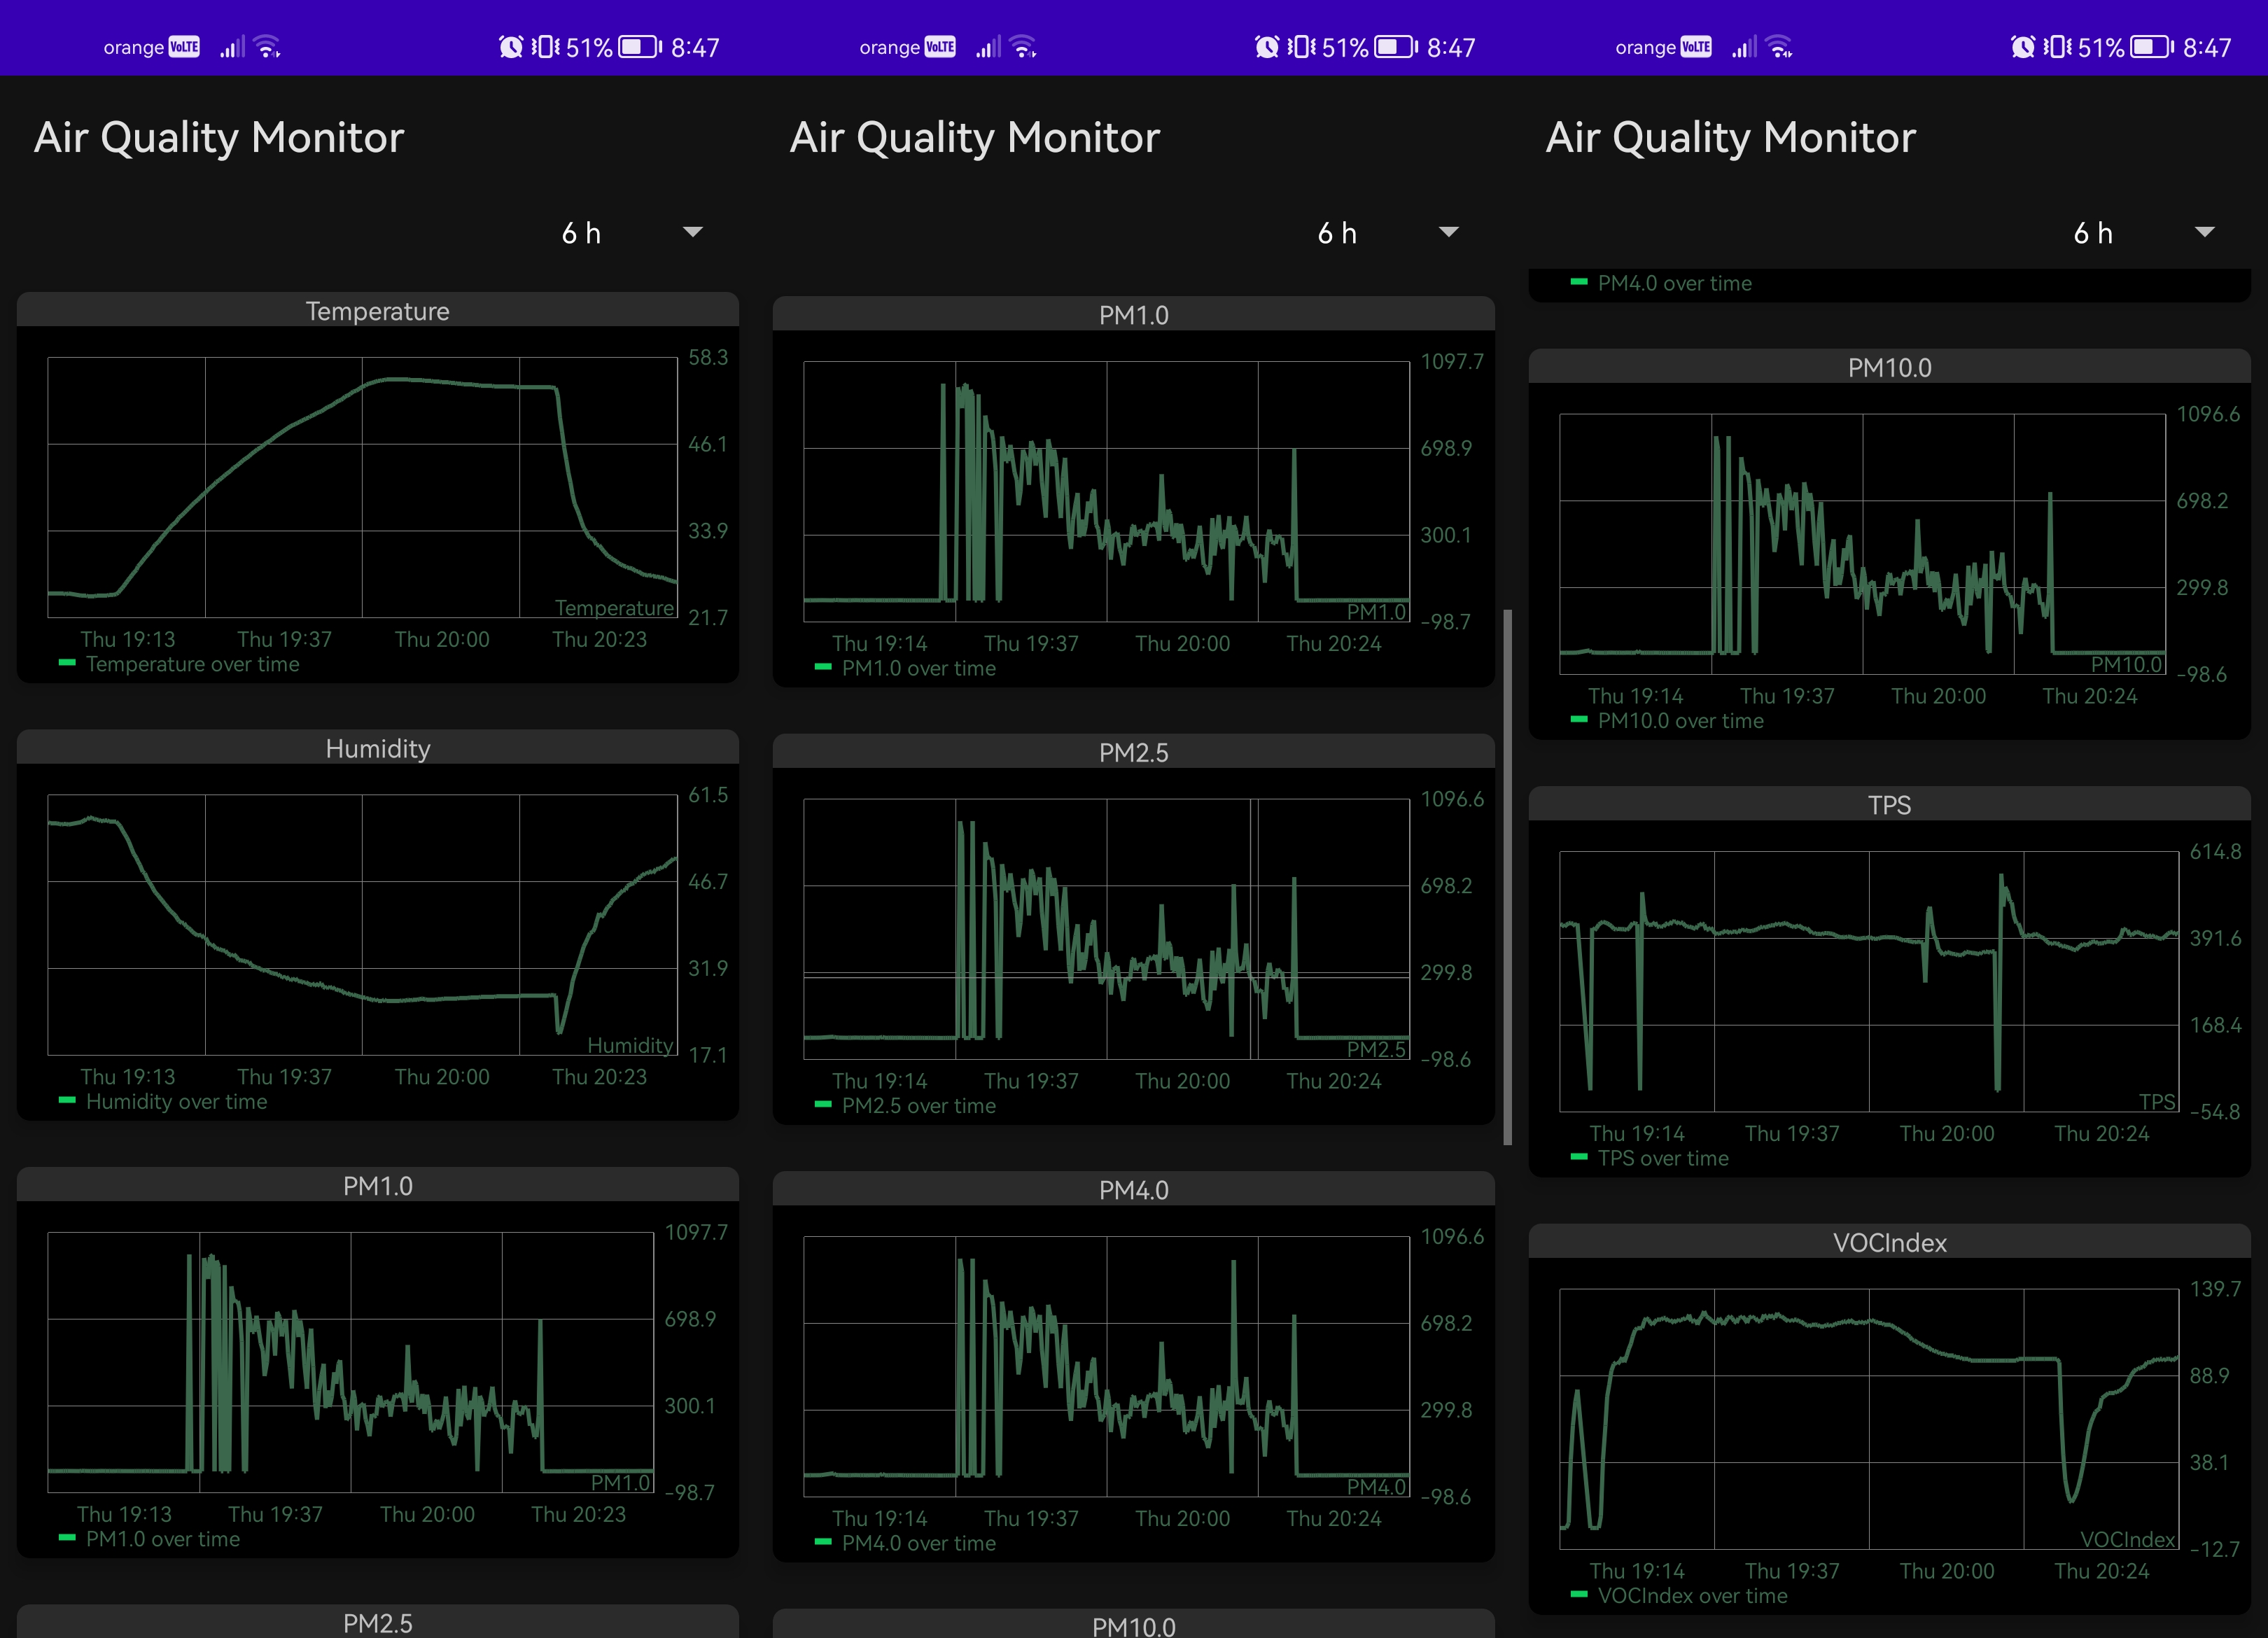 orange VoLTE 51% 8:47
Air Quality Monitor
6 h
Temperature
58.3
46.1
33.9
21.7
Temperature
Thu 19:13 Thu 19:37 Thu 20:00 Thu 20:23
Temperature over time
Humidity
61.5
46.7
31.9
17.1
Humidity
Thu 19:13 Thu 19:37 Thu 20:00 Thu 20:23
Humidity over time
PM1.0
1097.7
698.9
300.1
-98.7
PM1.0
Thu 19:13 Thu 19:37 Thu 20:00 Thu 20:23
PM1.0 over time
PM2.5
orange VoLTE 51% 8:47
Air Quality Monitor
6 h
PM1.0
1097.7
698.9
300.1
-98.7
PM1.0
Thu 19:14 Thu 19:37 Thu 20:00 Thu 20:24
PM1.0 over time
PM2.5
1096.6
698.2
299.8
-98.6
PM2.5
Thu 19:14 Thu 19:37 Thu 20:00 Thu 20:24
PM2.5 over time
PM4.0
1096.6
698.2
299.8
-98.6
PM4.0
Thu 19:14 Thu 19:37 Thu 20:00 Thu 20:24
PM4.0 over time
PM10.0
orange VoLTE 51% 8:47
Air Quality Monitor
6 h
PM4.0 over time
PM10.0
1096.6
698.2
299.8
-98.6
PM10.0
Thu 19:14 Thu 19:37 Thu 20:00 Thu 20:24
PM10.0 over time
TPS
614.8
391.6
168.4
-54.8
TPS
Thu 19:14 Thu 19:37 Thu 20:00 Thu 20:24
TPS over time
VOCIndex
139.7
88.9
38.1
-12.7
VOCIndex
Thu 19:14 Thu 19:37 Thu 20:00 Thu 20:24
VOCIndex over time